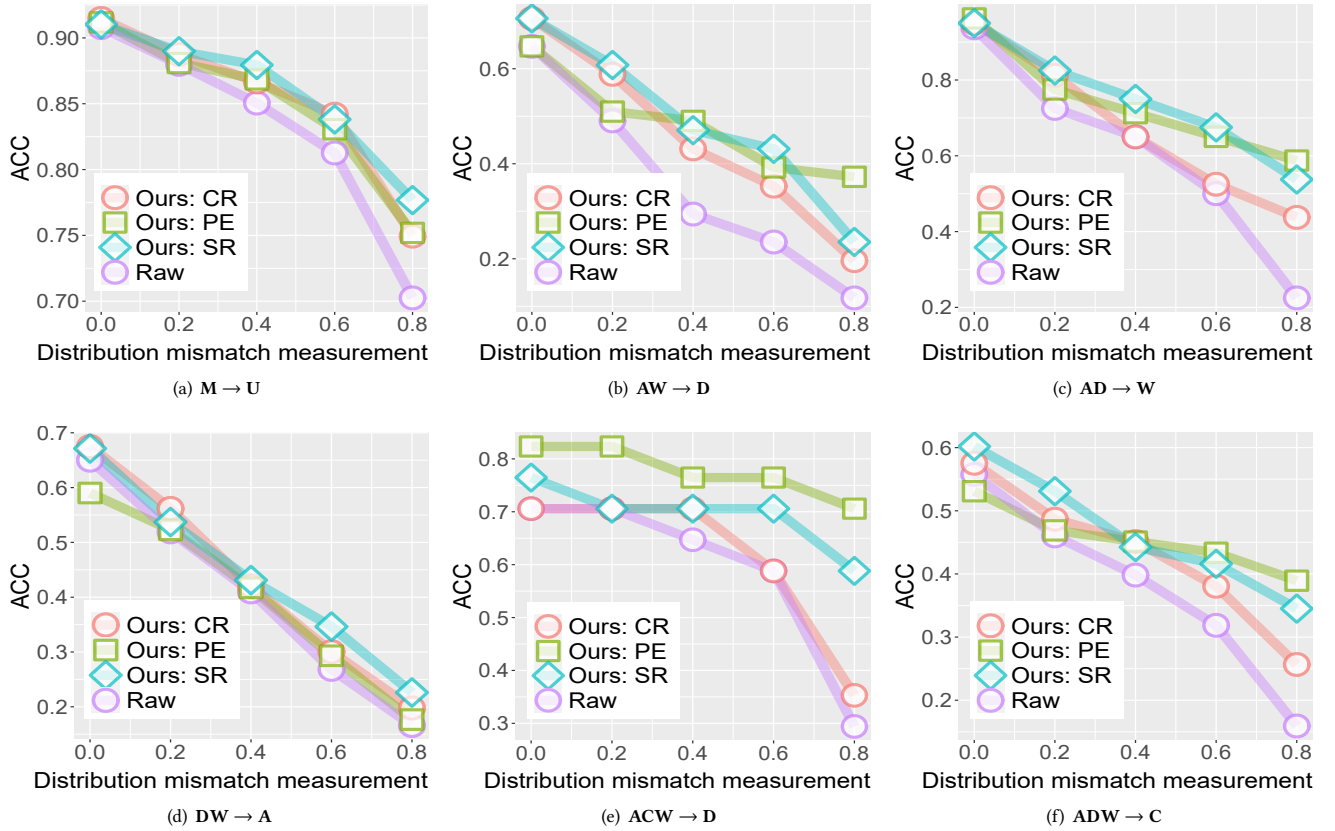 0.90
0.85
0.80
0.75
0.70
ACC
Ours: CR
Ours: PE
Ours: SR
Raw
0.0 0.2 0.4 0.6 0.8
Distribution mismatch measurement
(a) M → U
0.6
0.4
0.2
ACC
Ours: CR
Ours: PE
Ours: SR
Raw
0.0 0.2 0.4 0.6 0.8
Distribution mismatch measurement
(b) AW → D
0.8
0.6
0.4
0.2
ACC
Ours: CR
Ours: PE
Ours: SR
Raw
0.0 0.2 0.4 0.6 0.8
Distribution mismatch measurement
(c) AD → W
0.7
0.6
0.5
0.4
0.3
0.2
ACC
Ours: CR
Ours: PE
Ours: SR
Raw
0.0 0.2 0.4 0.6 0.8
Distribution mismatch measurement
(d) DW → A
0.8
0.7
0.6
0.5
0.4
0.3
ACC
Ours: CR
Ours: PE
Ours: SR
Raw
0.0 0.2 0.4 0.6 0.8
Distribution mismatch measurement
(e) ACW → D
0.6
0.5
0.4
0.3
0.2
ACC
Ours: CR
Ours: PE
Ours: SR
Raw
0.0 0.2 0.4 0.6 0.8
Distribution mismatch measurement
(f) ADW → C